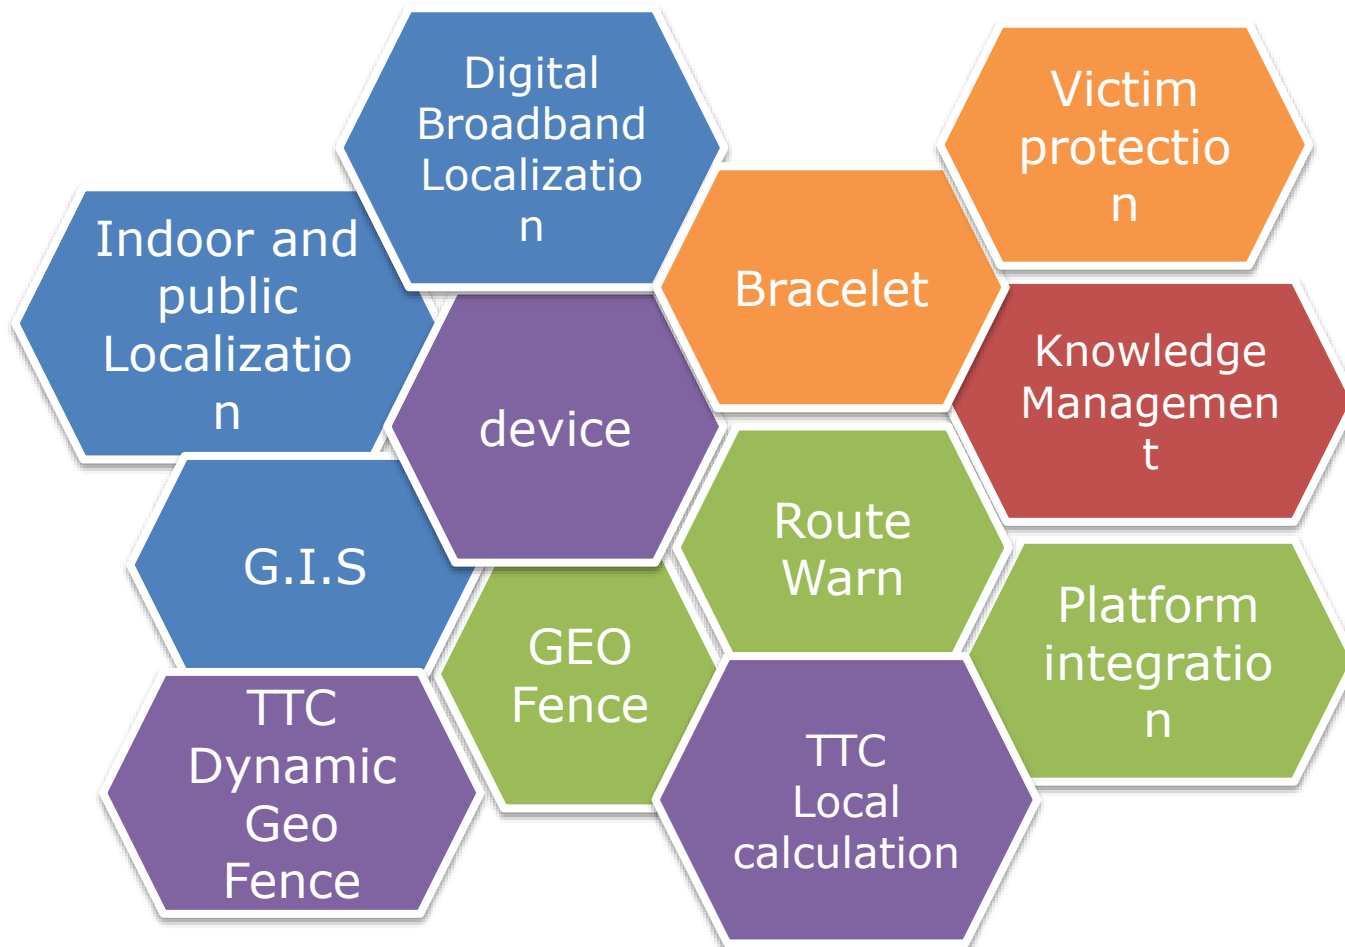 Digital
Broadband
Localizatio
n
Victim
protectio
n
Indoor and
public
Localizatio
n
Bracelet
Knowledge
Managemen
t
device
Route
Warn
G.I.S
Platform
integratio
n
GEO
Fence
TTC
Dynamic
Geo
Fence
TTC
Local
calculation